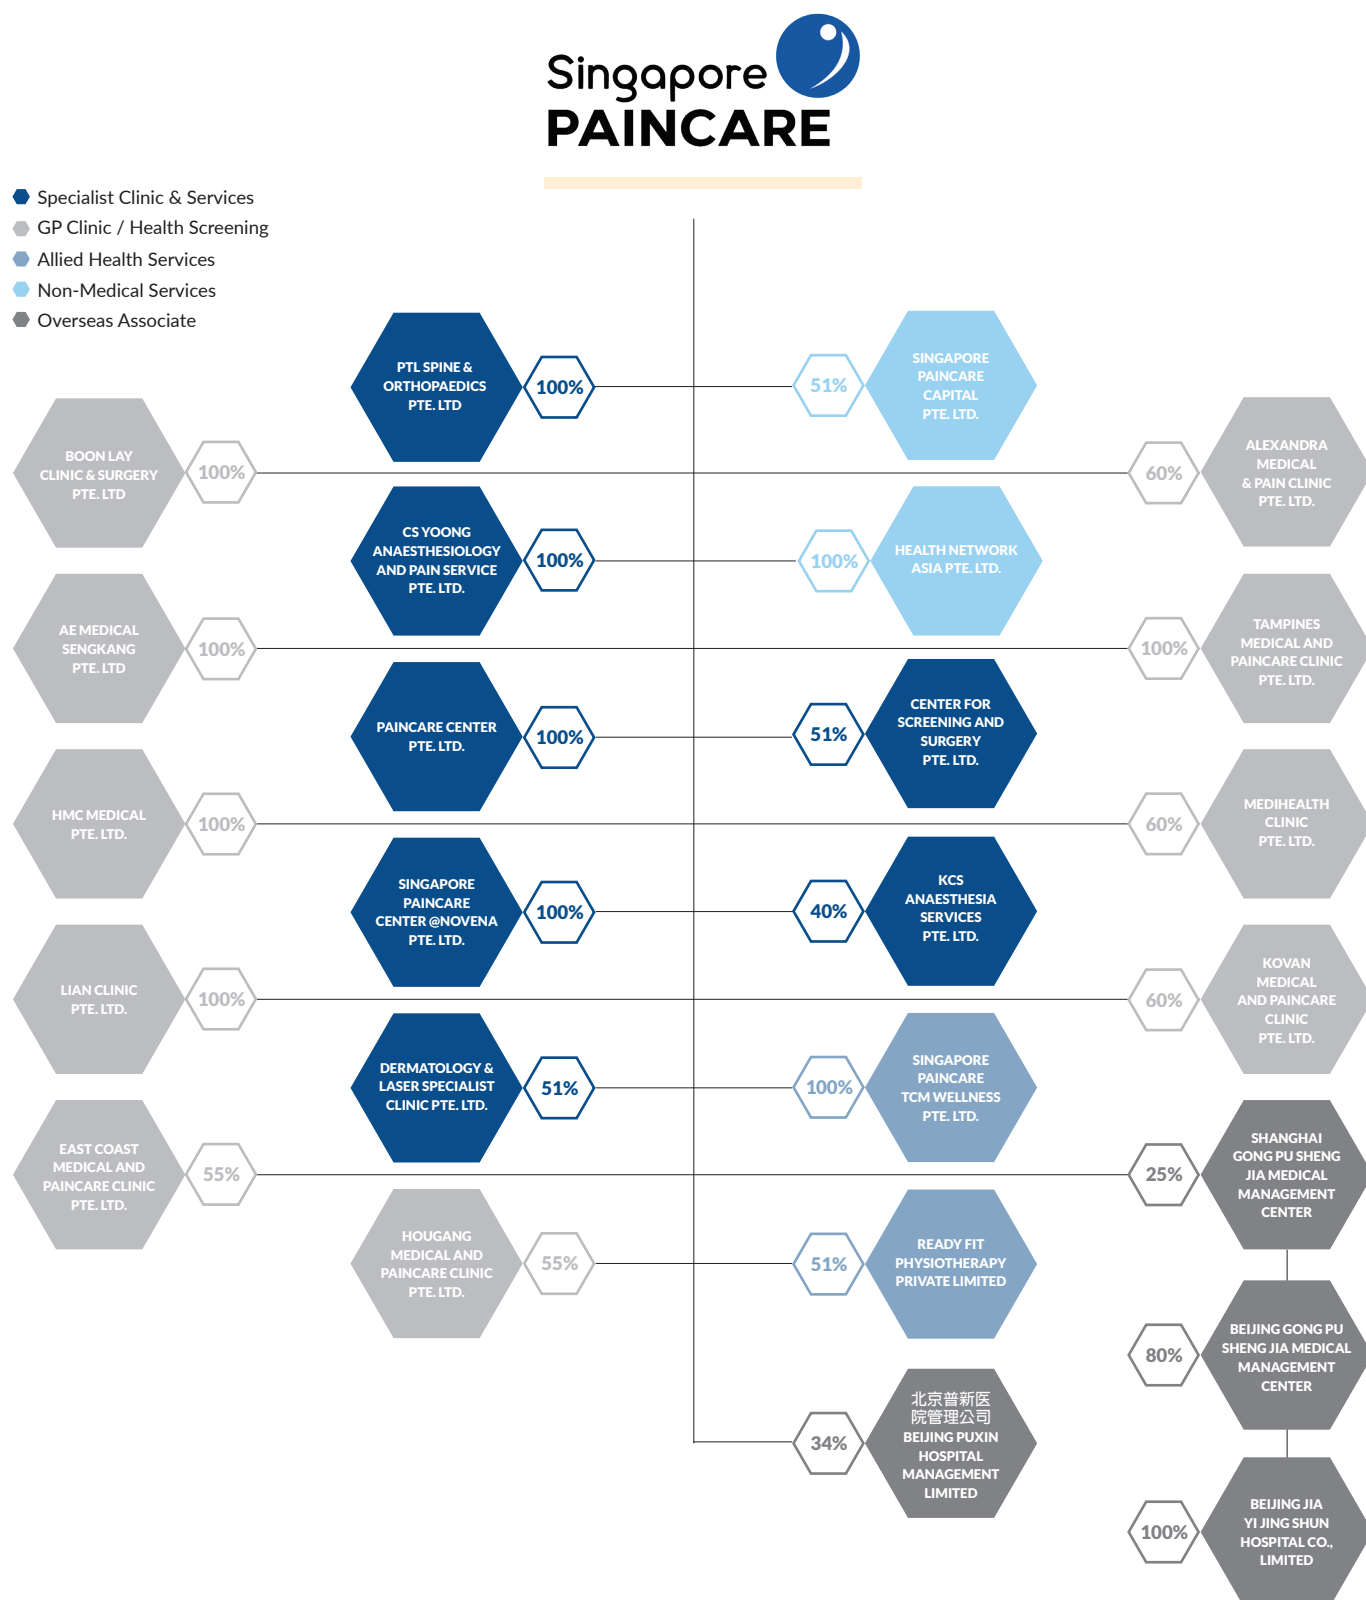 Singapore
PAINCARE
Specialist Clinic & Services
GP Clinic / Health Screening
Allied Health Services
Non-Medical Services
Overseas Associate
PTL SPINE &
ORTHOPAEDICS
PTE. LTD
100%
51%
SINGAPORE
PAINCARE
CAPITAL
PTE. LTD.
BOON LAY
CLINIC & SURGERY
PTE. LTD
100%
60%
ALEXANDRA
MEDICAL
& PAIN CLINIC
PTE. LTD.
CS YOONG
ANAESTHESIOLOGY
AND PAIN SERVICE
PTE. LTD.
100%
100%
HEALTH NETWORK
ASIA PTE. LTD.
AE MEDICAL
SENGKANG
PTE. LTD
100%
100%
TAMPINES
MEDICAL AND
PAINCARE CLINIC
PTE. LTD.
PAINCARE CENTER
PTE. LTD.
100%
51%
CENTER FOR
SCREENING AND
SURGERY
PTE. LTD.
HMC MEDICAL
PTE. LTD.
100%
60%
MEDIHEALTH
CLINIC
PTE. LTD.
SINGAPORE
PAINCARE
CENTER @NOVENA
PTE. LTD.
100%
40%
KCS
ANAESTHESIA
SERVICES
PTE. LTD.
LIAN CLINIC
PTE. LTD.
100%
60%
KOVAN
MEDICAL
AND PAINCARE
CLINIC
PTE. LTD.
DERMATOLOGY &
LASER SPECIALIST
CLINIC PTE. LTD.
51%
100%
SINGAPORE
PAINCARE
TCM WELLNESS
PTE. LTD.
EAST COAST
MEDICAL AND
PAINCARE CLINIC
PTE. LTD.
55%
25%
SHANGHAI
GONG PU SHENG
JIA MEDICAL
MANAGEMENT
CENTER
HOUGANG
MEDICAL AND
PAINCARE CLINIC
PTE. LTD.
55%
51%
READY FIT
PHYSIOTHERAPY
PRIVATE LIMITED
80%
BEIJING GONG PU
SHENG JIA MEDICAL
MANAGEMENT
CENTER
34%
北京普新医
院管理公司
BEIJING PUXIN
HOSPITAL
MANAGEMENT
LIMITED
100%
BEIJING JIA
YI JING SHUN
HOSPITAL CO.,
LIMITED